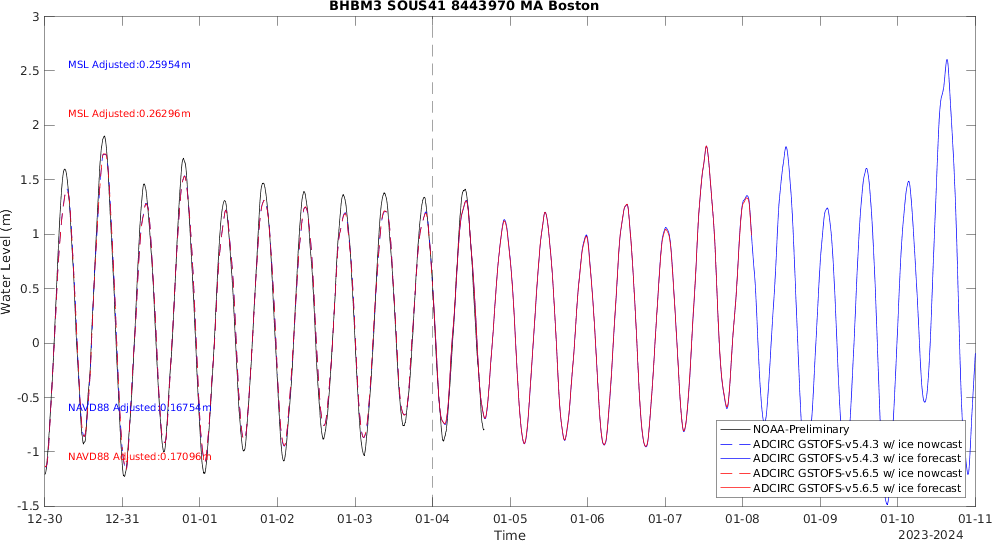 BHBM3 SOUS41 8443970 MA Boston
3
2.5
2
1.5
1
0.5
0
-0.5
-1
-1.5
Water Level (m)
MSL Adjusted:0.25954m
MSL Adjusted:0.26296m
NAVD88 Adjusted:0.16754m
NAVD88 Adjusted:0.17096m
NOAA-Preliminary
ADCIRC GSTOFS-v5.4.3 w/ ice nowcast
ADCIRC GSTOFS-v5.4.3 w/ ice forecast
ADCIRC GSTOFS-v5.6.5 w/ ice nowcast
ADCIRC GSTOFS-v5.6.5 w/ ice forecast
12-30 12-31 01-01 01-02 01-03 01-04 01-05 01-06 01-07 01-08 01-09 01-10 01-11
Time
2023-2024